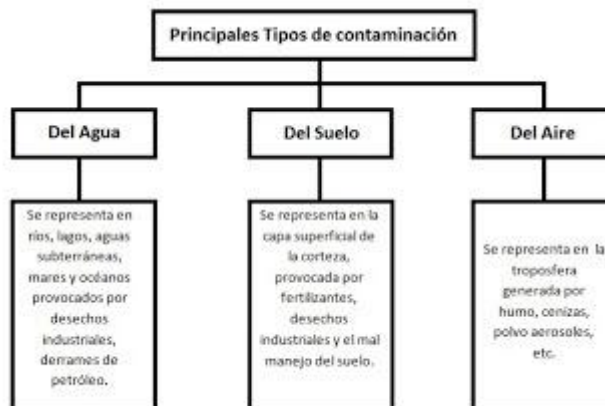 Principales Tipos de contaminación
Del Agua
Del Suelo
Del Aire
Se representa en
ríos, lagos, aguas
subterráneas,
mares y océanos
provocados por
desechos
industriales,
derrames de
petróleo.
Se representa en la
capa superficial de
la corteza,
provocada por
fertilizantes,
desechos
industriales y el mal
manejo del suelo.
Se representa en la
troposfera
generada por
humo, cenizas,
polvo aerosoles,
etc.